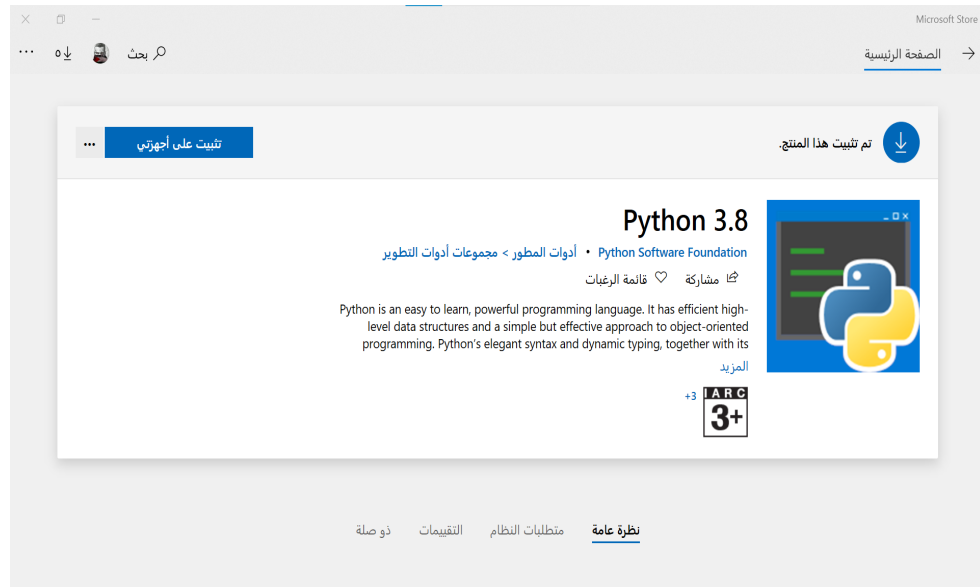 Microsoft Store
الصفحة الرئيسية
بحث
٥
تم تثبيت هذا المنتج.
تثبيت على أجهزتي
Python 3.8
Python Software Foundation • أدوات المطور > مجموعات أدوات التطوير
مشاركة قائمة الرغبات
Python is an easy to learn, powerful programming language. It has efficient high-
level data structures and a simple but effective approach to object-oriented
programming. Python's elegant syntax and dynamic typing, together with its
المزيد
IARC
3+
+3
نظرة عامة متطلبات النظام التقييمات ذو صلة